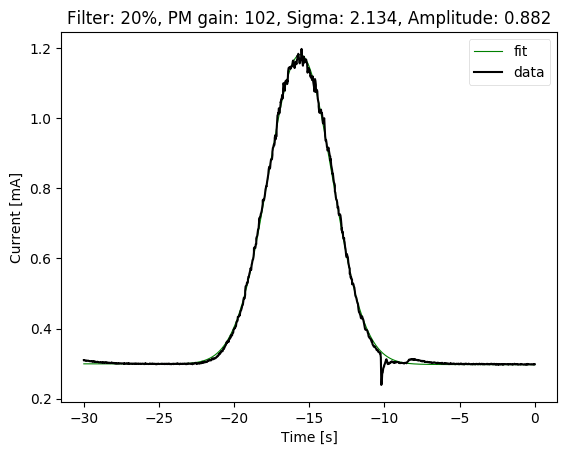 Filter: 20%, PM gain: 102, Sigma: 2.134, Amplitude: 0.882
fit
data
1.2
1.0
0.8
0.6
0.4
0.2
Current [mA]
−30
−25
−20
−15
−10
−5
0
Time [s]